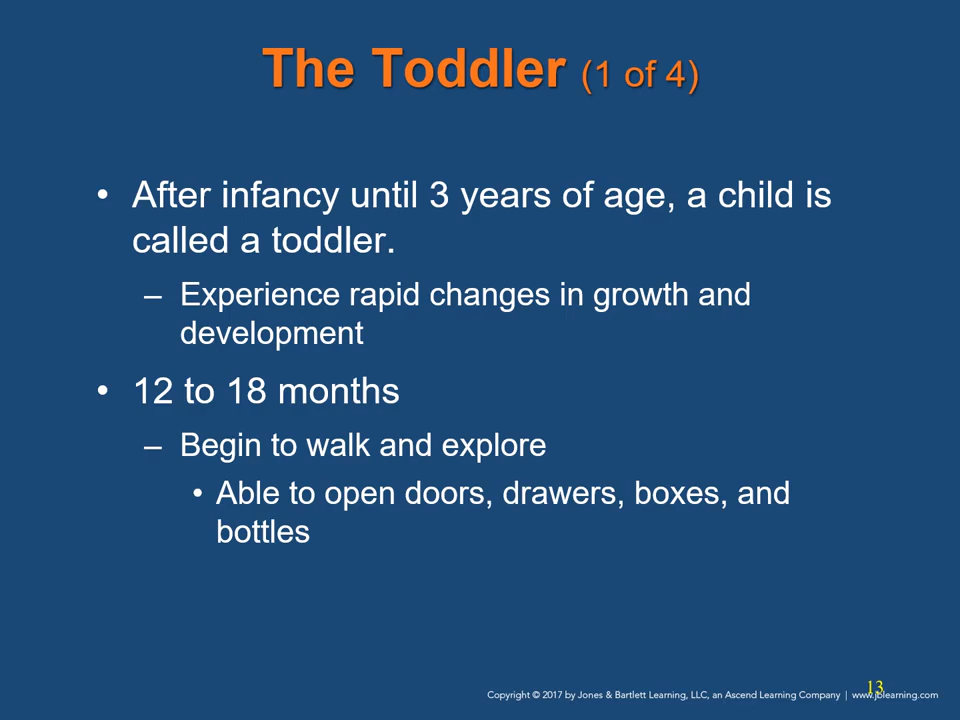 The Toddler (1 of 4)
• After infancy until 3 years of age, a child is
called a toddler.
– Experience rapid changes in growth and
development
• 12 to 18 months
– Begin to walk and explore
• Able to open doors, drawers, boxes, and
bottles
13
Copyright © 2017 by Jones & Bartlett Learning, LLC, an Ascend Learning Company | www.jblearning.com